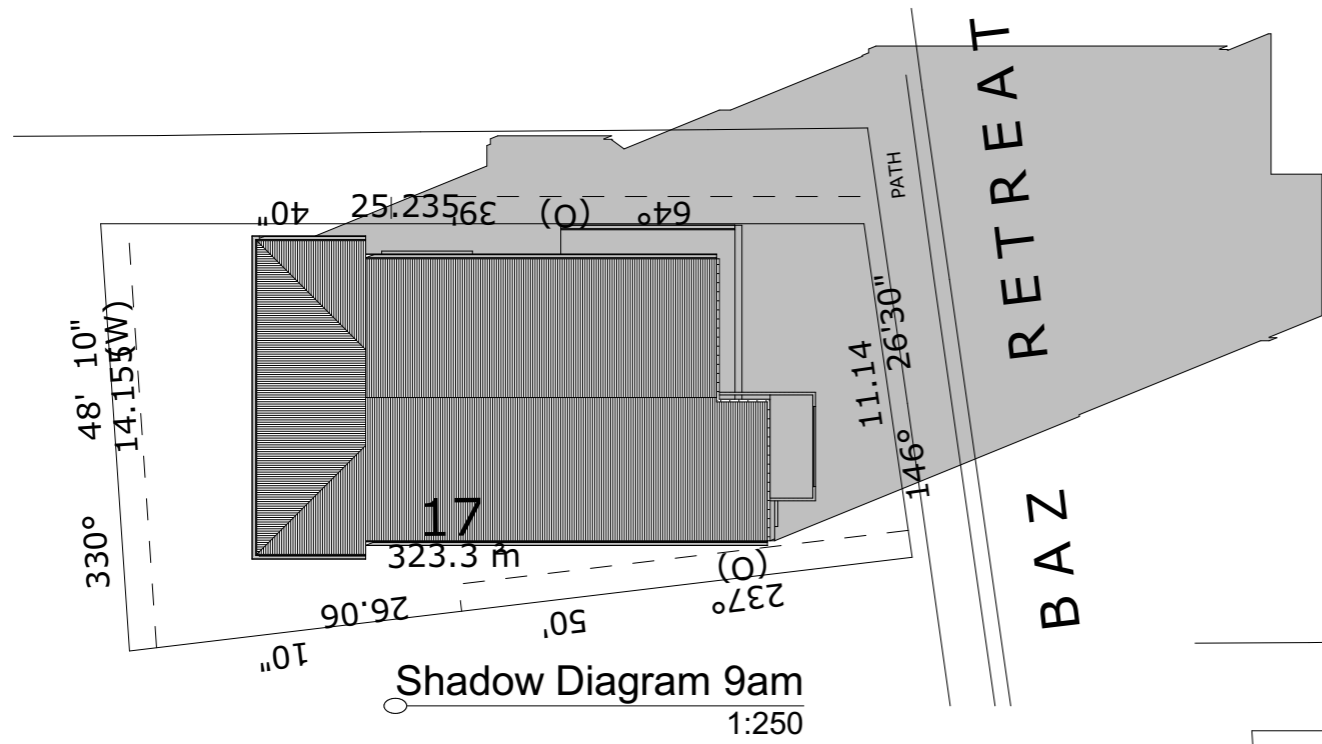 BAZ RETREAT
PATH
40"
25.235
39'
(O)
64°
48' 10"
14.155(W)
330°
11.14
26'30"
146°
17
323.3 m²
(O)
237°
26.06
50'
10"
Shadow Diagram 9am
1:250